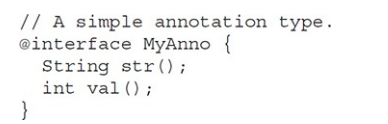 // A simple annotation type.
@interface MyAnno {
  String str();
  int val();
}